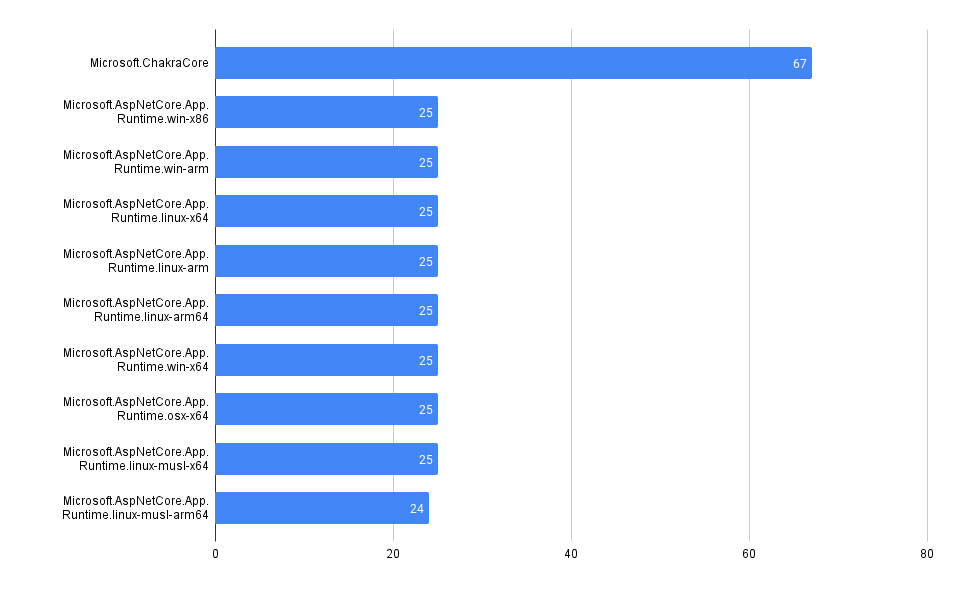 Microsoft.ChakraCore
67
Microsoft.AspNetCore.App.
Runtime.win-x86
25
Microsoft.AspNetCore.App.
Runtime.win-arm
25
Microsoft.AspNetCore.App.
Runtime.linux-x64
25
Microsoft.AspNetCore.App.
Runtime.linux-arm
25
Microsoft.AspNetCore.App.
Runtime.linux-arm64
25
Microsoft.AspNetCore.App.
Runtime.win-x64
25
Microsoft.AspNetCore.App.
Runtime.osx-x64
25
Microsoft.AspNetCore.App.
Runtime.linux-musl-x64
25
Microsoft.AspNetCore.App.
Runtime.linux-musl-arm64
24
0 20 40 60 80